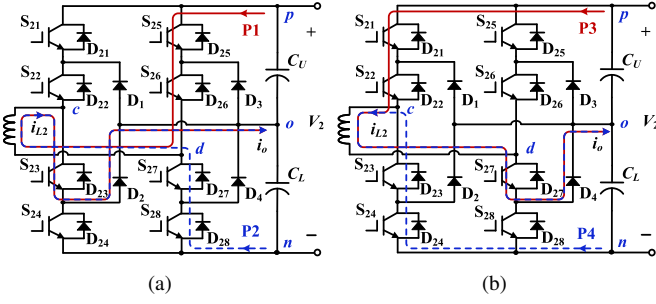 S21 D21 S25 D25 P1 p +
S22 D22 D1 S26 D26 D3 CU
c iL2 V2 o io
d
S23 D23 D2 S27 D27 D4 CL
S24 D24 S28 D28 P2 n −
(a)
S21 D21 S25 D25 P3 p +
S22 D22 D1 S26 D26 D3 CU
c iL2 V2 o io
d
S23 D23 D2 S27 D27 D4 CL
S24 D24 S28 D28 P4 n −
(b)